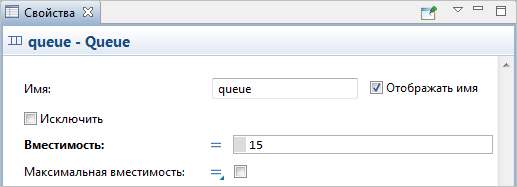 Свойства
queue - Queue
Имя: queue Отображать имя
Исключить
Вместимость: 15
Максимальная вместимость: